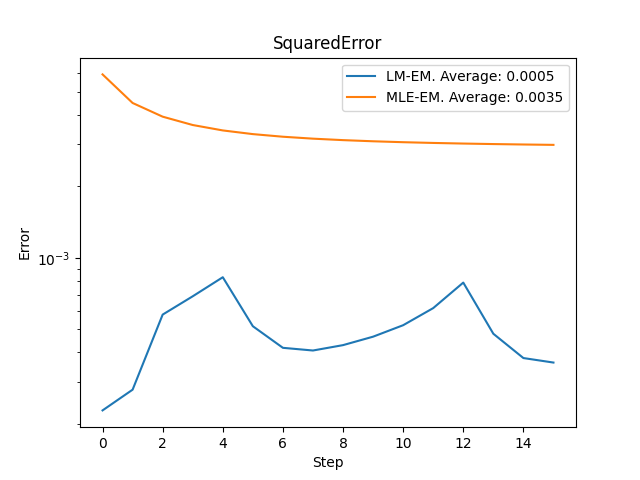 SquaredError
LM-EM. Average: 0.0005
MLE-EM. Average: 0.0035
Error
10⁻³
0 2 4 6 8 10 12 14
Step